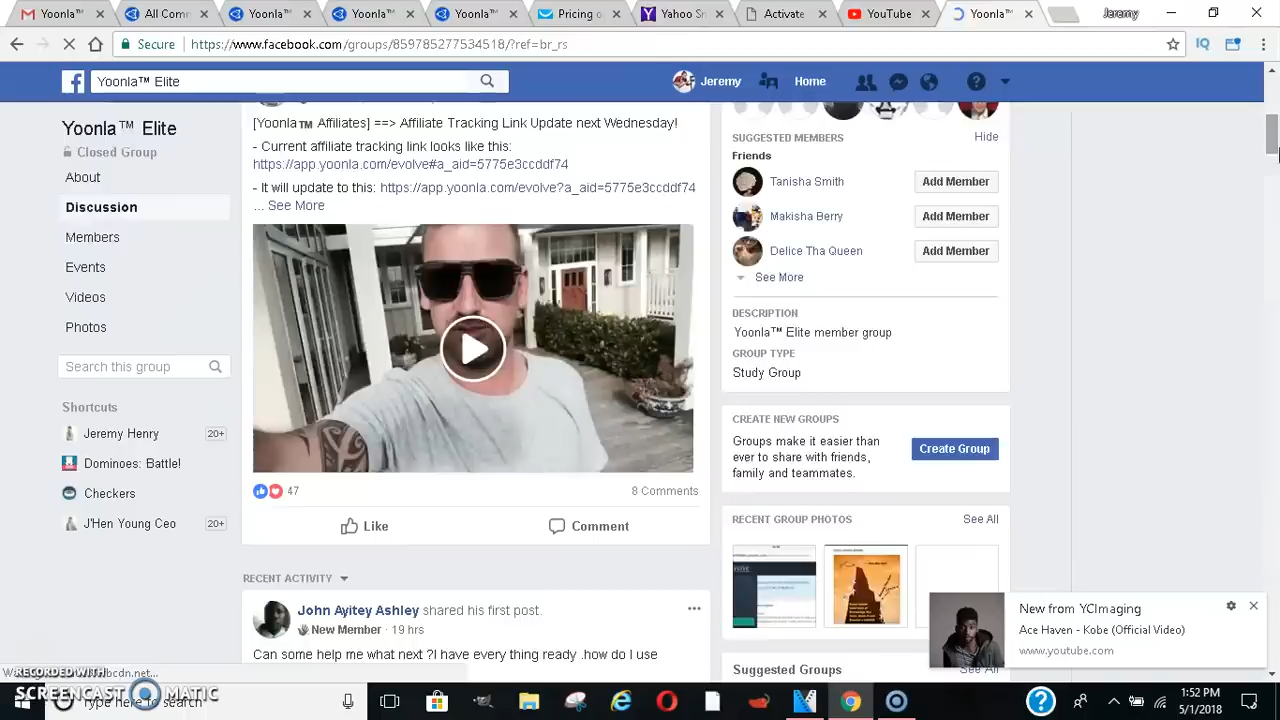 All Comm
Yoonla™
Yoonla™
Yoonla™
Pricing o
Yahoo Se
Activate
YouTube
Yoonla™
Jeremy
Secure
https://www.facebook.com/groups/859785277534518/?ref=br_rs
Yoonla™ Elite
Jeremy
Home
Yoonla™ Elite
Closed Group
About
Discussion
Members
Events
Videos
Photos
Search this group
Shortcuts
Jeremy Henry
20+
Dominoes: Battle!
Checkers
J'Hen Young Ceo
20+
[Yoonla™ Affiliates] ==> Affiliate Tracking Link Update next Wednesday!
- Current affiliate tracking link looks like this:
https://app.yoonla.com/evolve#a_aid=5775e3ccddf74
- It will update to this: https://app.yoonla.com/evolve?a_aid=5775e3ccddf74
... See More
47
8 Comments
Like
Comment
RECENT ACTIVITY
John Ayitey Ashley shared his first post.
New Member · 19 hrs
Can some help me what next ?I have every thing ready .how do I use
SUGGESTED MEMBERS
Hide
Friends
Tanisha Smith
Add Member
Makisha Berry
Add Member
Delice Tha Queen
Add Member
See More
DESCRIPTION
Yoonla™ Elite member group
GROUP TYPE
Study Group
CREATE NEW GROUPS
Groups make it easier than
ever to share with friends,
family and teammates.
Create Group
RECENT GROUP PHOTOS
See All
Suggested Groups
See All
New from YCImaging
Ace Haven - Kobe (Official Video)
www.youtube.com
RECORDED WITH
SCREENCAST MATIC
1:52 PM
5/1/2018